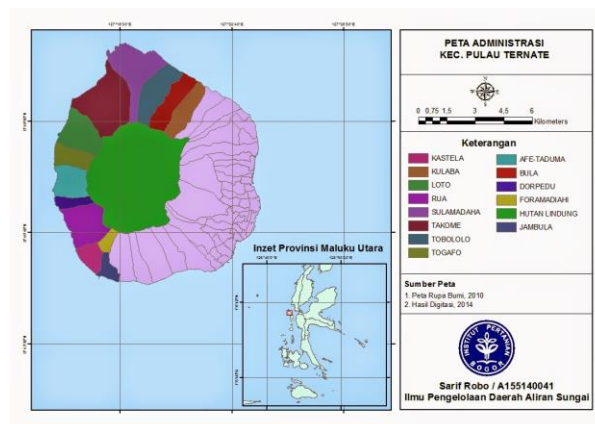 PETA ADMINISTRASI
KEC. PULAU TERNATE
N
0 0.75 1.5 3 4.5 6
Kilometers
Keterangan
KASTELA
KULABA
LOTO
RUA
SULAMADAHA
TAKOME
TOBOLOLO
TOGAFO
AFE-TADUMA
BULA
DORPEDU
FORAMADIAHI
HUTAN LINDUNG
JAMBULA
Inzet Provinsi Maluku Utara
Sumber Peta
1. Peta Rupa Bumi, 2010
2. Hasil Digitasi, 2014
INSTITUT PERTANIAN
BOGOR
Sarif Robo / A155140041
Ilmu Pengelolaan Daerah Aliran Sungai